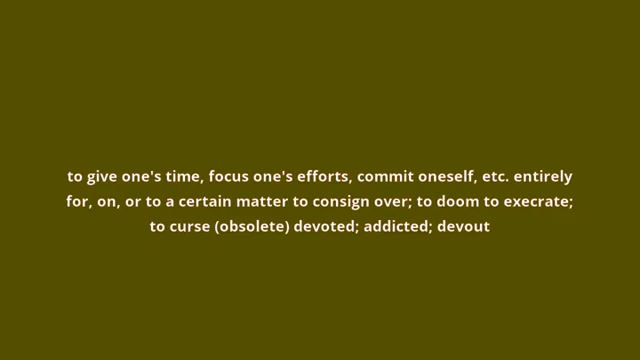 to give one's time, focus one's efforts, commit oneself, etc. entirely
for, on, or to a certain matter to consign over; to doom to execrate;
to curse (obsolete) devoted; addicted; devout